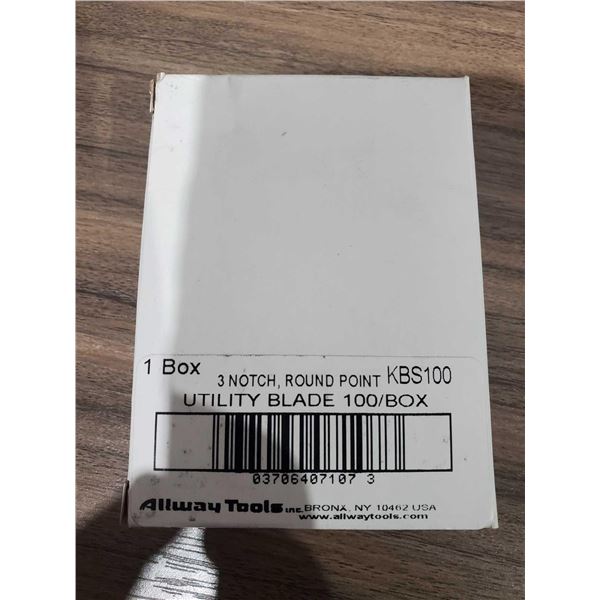 1 Box
3 NOTCH, ROUND POINT KBS100
UTILITY BLADE 100/BOX
03706407107 3
Allway Tools INC. BRONX, NY 10462 USA
www.allwaytools.com